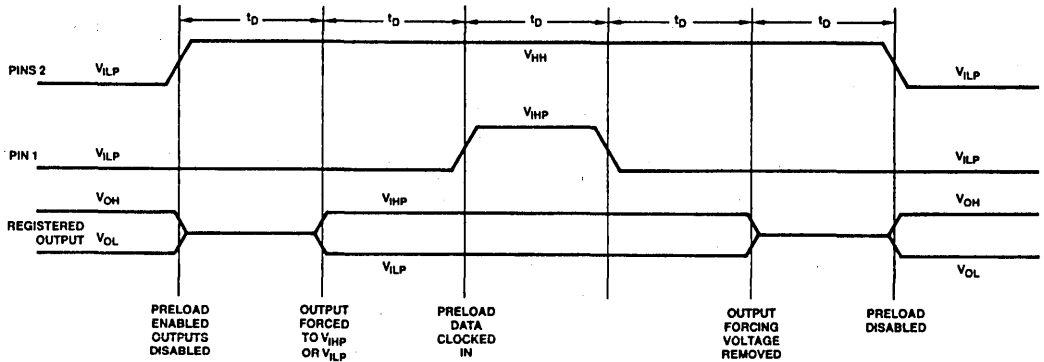 tD tD tD tD tD
PINS 2 VILP VHH VILP
VIHP
PIN 1 VILP VILP
VOH VIHP VOH
REGISTERED
OUTPUT
VOL VILP VOL
PRELOAD
ENABLED
OUTPUTS
DISABLED
OUTPUT
FORCED
TO VIHP
OR VILP
PRELOAD
DATA
CLOCKED
IN
OUTPUT
FORCING
VOLTAGE
REMOVED
PRELOAD
DISABLED